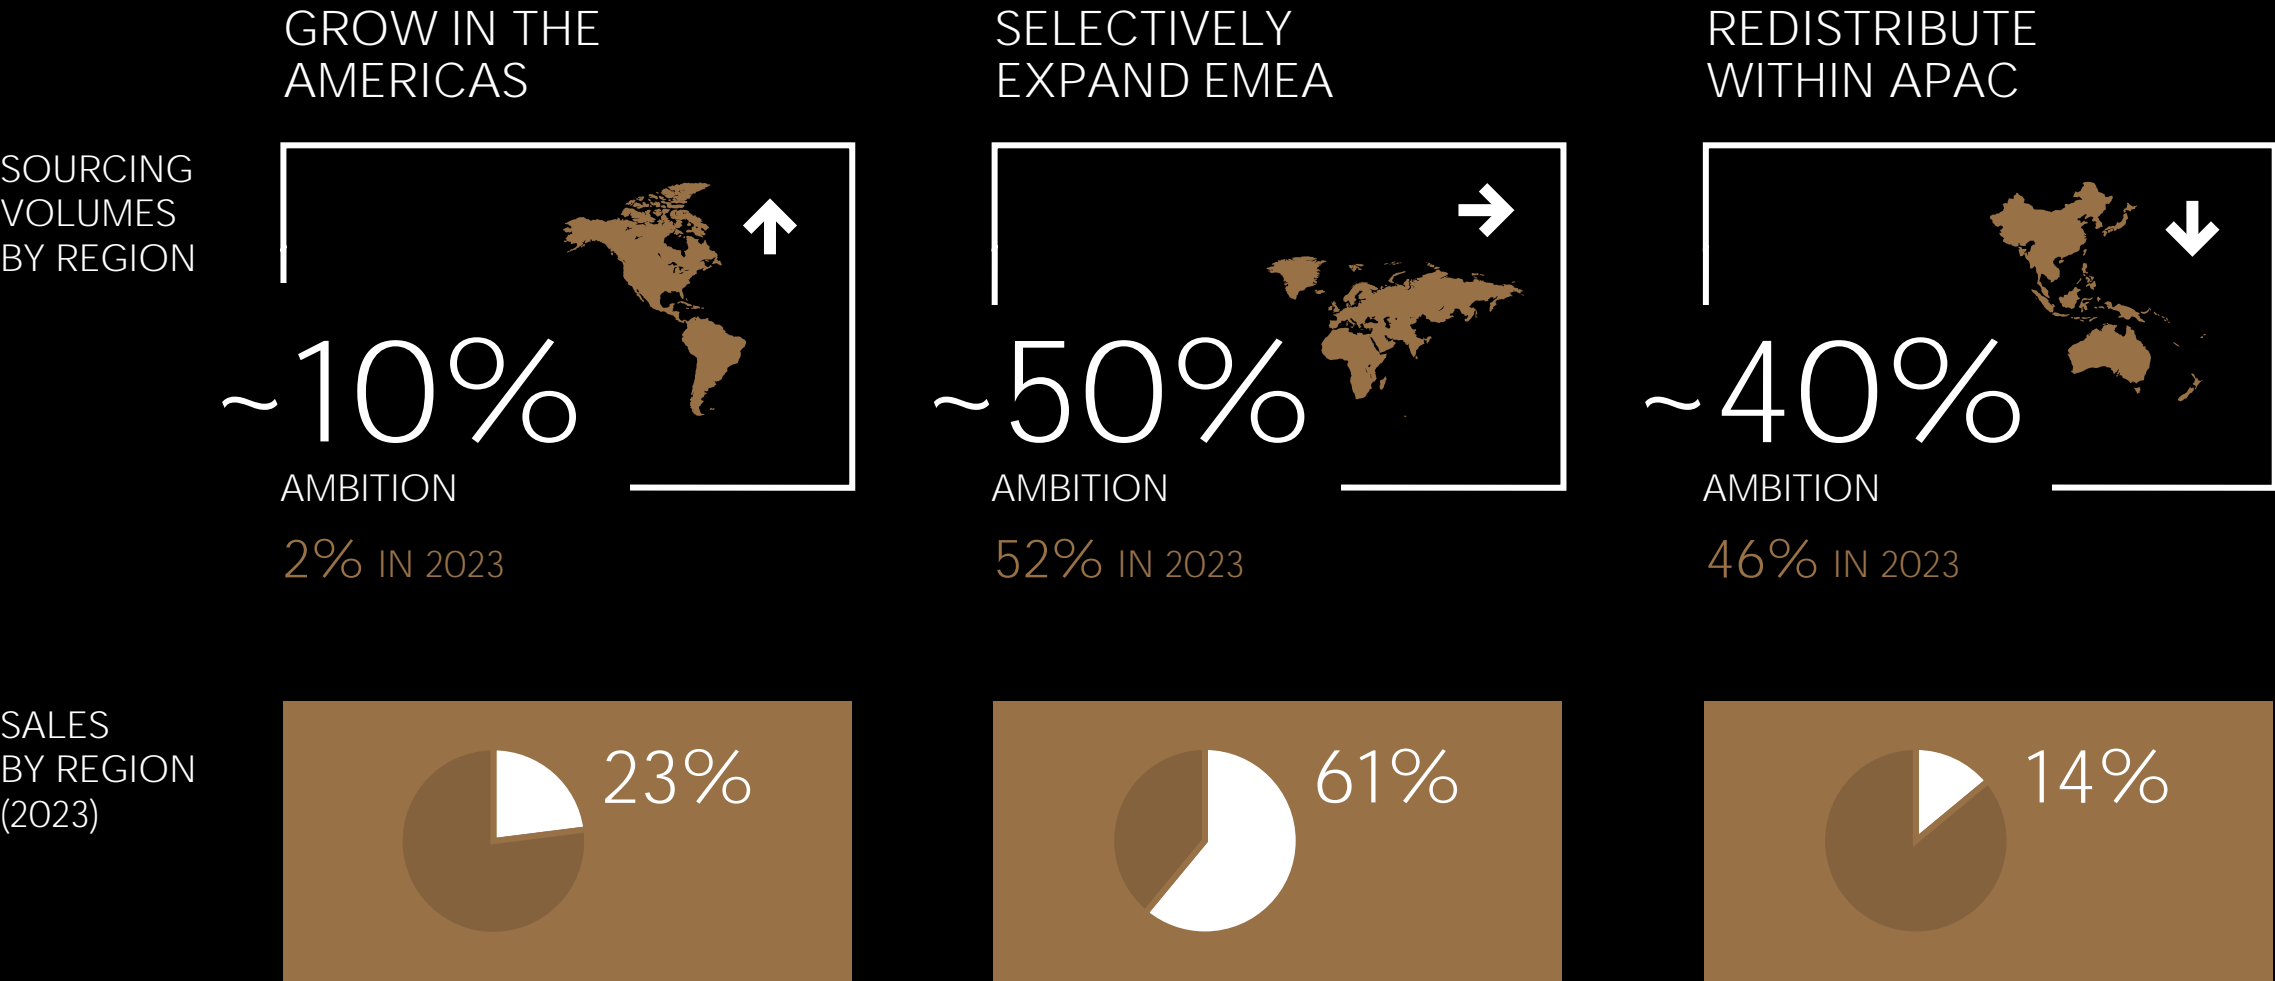 GROW IN THE
AMERICAS
SELECTIVELY
EXPAND EMEA
REDISTRIBUTE
WITHIN APAC
SOURCING
VOLUMES
BY REGION
~10%
AMBITION
2% IN 2023
~50%
AMBITION
52% IN 2023
~40%
AMBITION
46% IN 2023
SALES
BY REGION
(2023)
23%
61%
14%